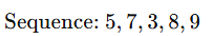 Sequence: 5, 7, 3, 8, 9